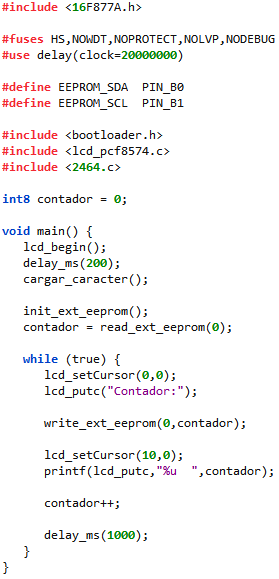 #include <16F877A.h>
#fuses HS,NOWDT,NOPROTECT,NOLVP,NODEBUG
#use delay(clock=20000000)
#define EEPROM_SDA  PIN_B0
#define EEPROM_SCL  PIN_B1
#include <bootloader.h>
#include <lcd_pcf8574.c>
#include <2464.c>
int8 contador = 0;
void main() {
   lcd_begin();
   delay_ms(200);
   cargar_caracter();
   init_ext_eeprom();
   contador = read_ext_eeprom(0);
   while (true) {
      lcd_setCursor(0,0);
      lcd_putc("Contador:");
      write_ext_eeprom(0,contador);
      lcd_setCursor(10,0);
      printf(lcd_putc,"%u  ",contador);
      contador++;
      delay_ms(1000);
   }
}